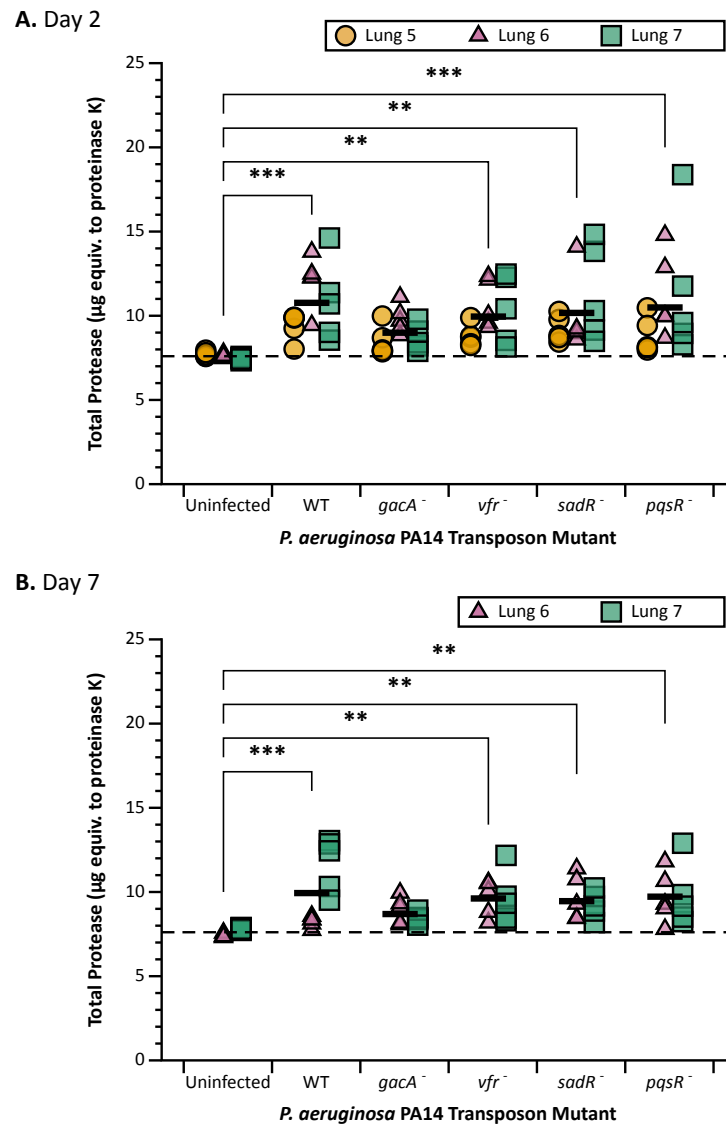 A. Day 2
Lung 5 Lung 6 Lung 7
Total Protease (µg equiv. to proteinase K)
25
20
15
10
5
0
***
**
**
***
Uninfected WT gacA - vfr - sadR - pqsR -
P. aeruginosa PA14 Transposon Mutant
B. Day 7
Lung 6 Lung 7
Total Protease (µg equiv. to proteinase K)
25
20
15
10
5
0
**
**
**
***
Uninfected WT gacA - vfr - sadR - pqsR -
P. aeruginosa PA14 Transposon Mutant